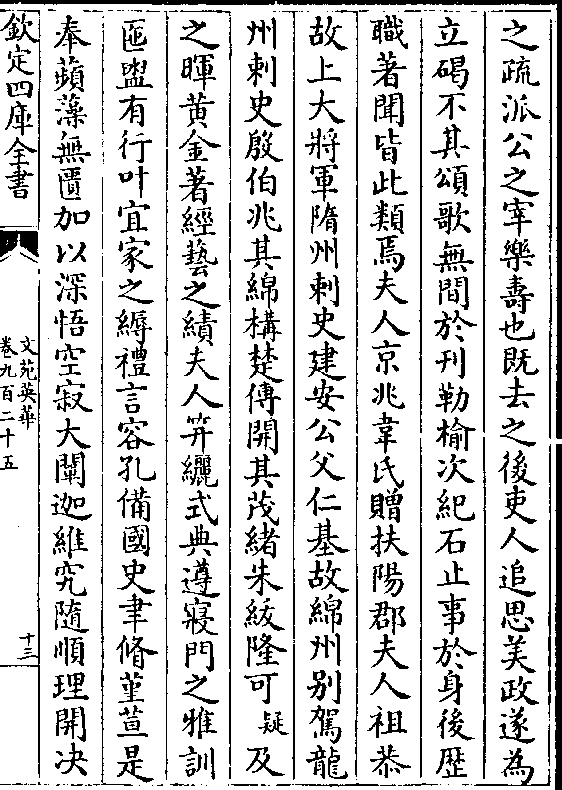 之疏派公之宰樂壽也既去之後吏人追思美政遂為
立碣不其頌歌無間於刋勒榆次紀石止事於身後歴
職著聞皆此類焉夫人京兆韋氏贈扶陽郡夫人祖恭
故上大將軍隋州刺史建安公父仁基故綿州别駕龍
州刺史殷伯兆其綿構楚傅開其茂緒朱紱隆可疑及
之暉黄金著經藝之績夫人笄纚式典遵寝門之雅訓
匜盥有行叶宜家之縟禮言容孔備國史聿脩堇荁是
奉蘋藻無匱加以深悟空寂大闡迦維究隨順理開决
欽定四庫全書
文苑英華
卷九百二十五
十三